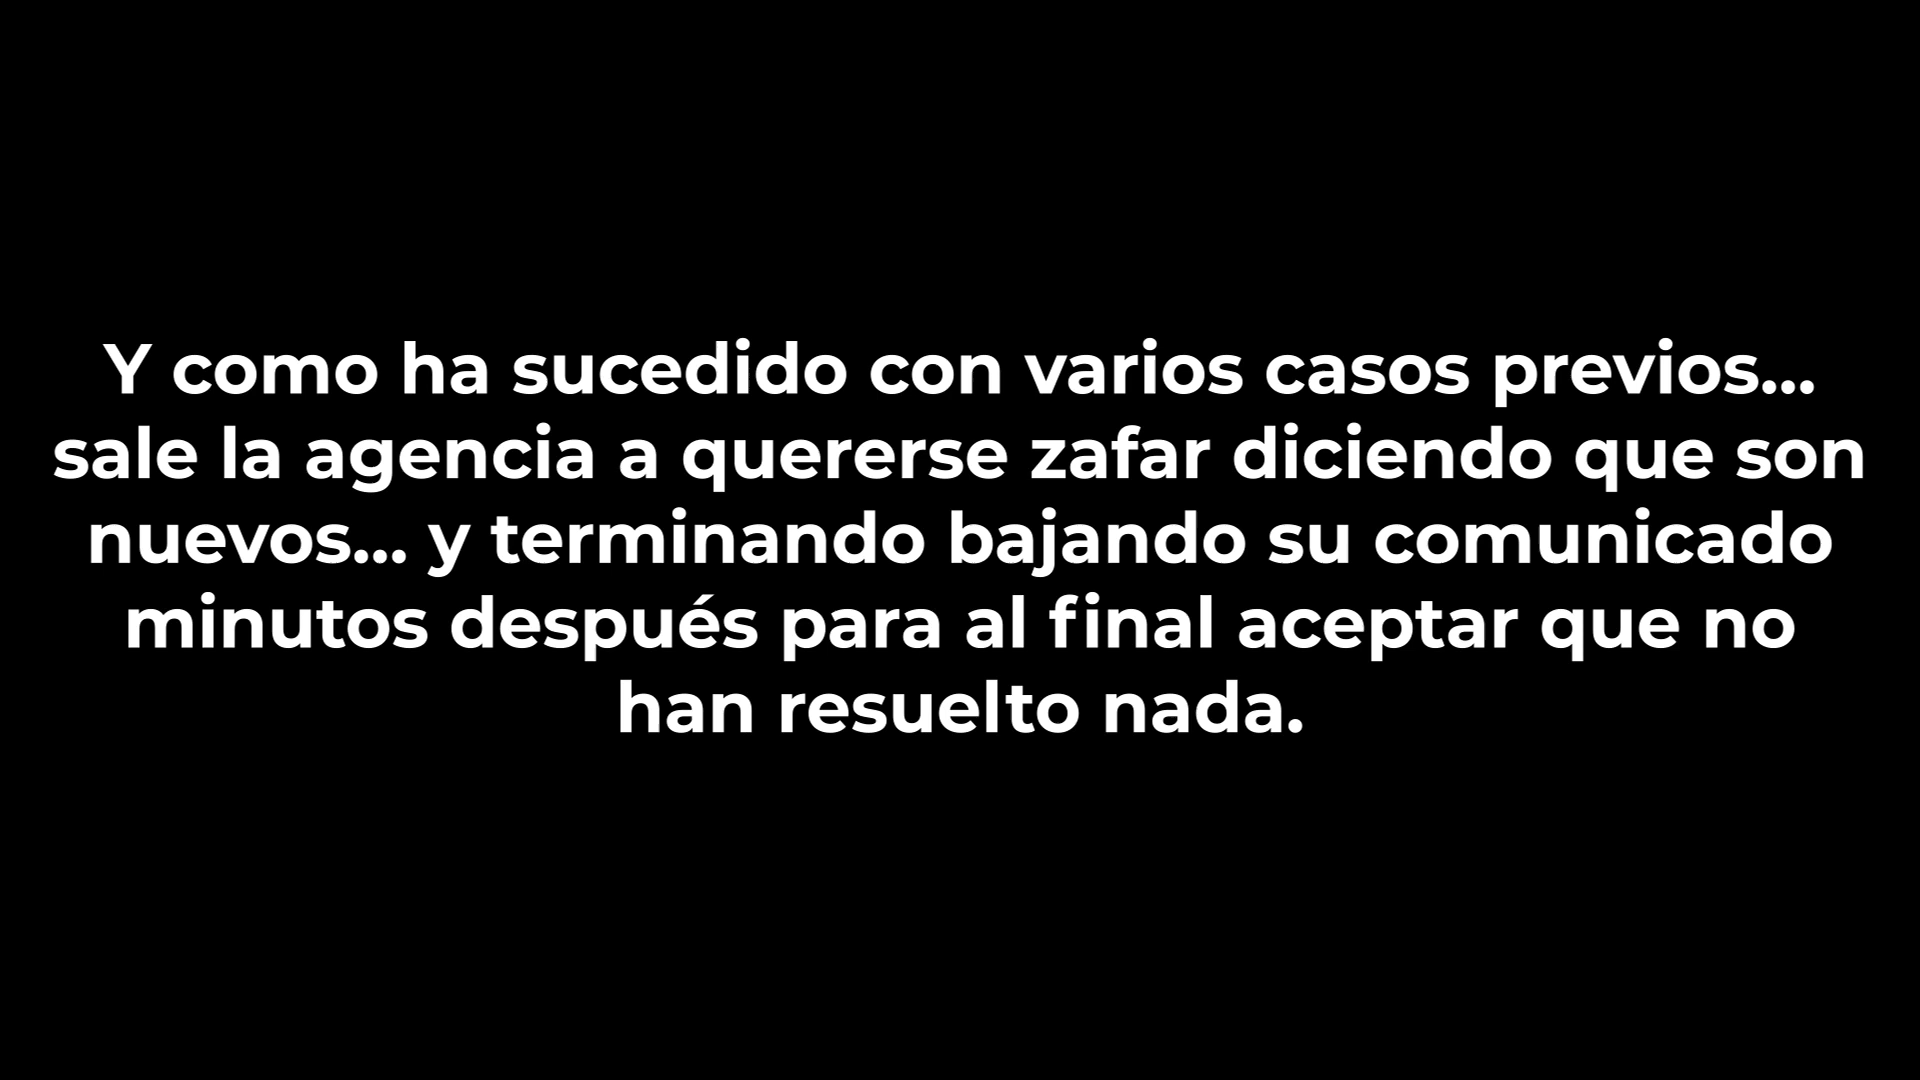 Y como ha sucedido con varios casos previos...
sale la agencia a quererse zafar diciendo que son
nuevos... y terminando bajando su comunicado
minutos después para al final aceptar que no
han resuelto nada.